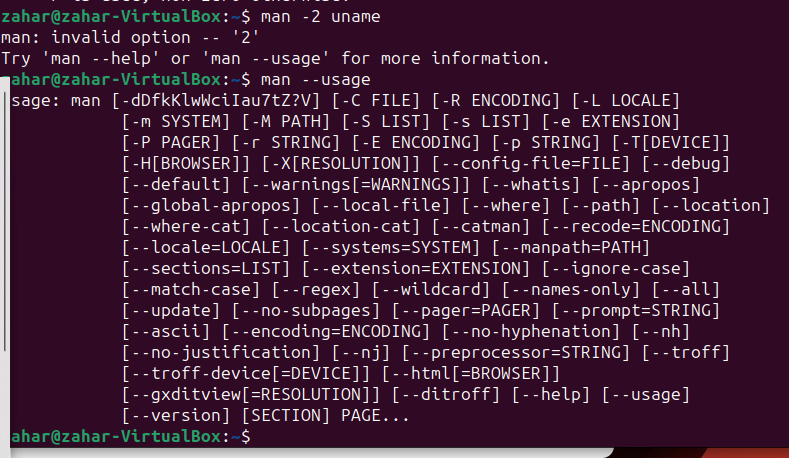 zahar@zahar-VirtualBox:~$ man -2 uname
man: invalid option -- '2'
Try 'man --help' or 'man --usage' for more information.
ahar@zahar-VirtualBox:~$ man --usage
sage: man [-dDfkKlwWciIau7tZ?V] [-C FILE] [-R ENCODING] [-L LOCALE]
[-m SYSTEM] [-M PATH] [-S LIST] [-s LIST] [-e EXTENSION]
[-P PAGER] [-r STRING] [-E ENCODING] [-p STRING] [-T[DEVICE]]
[-H[BROWSER]] [-X[RESOLUTION]] [--config-file=FILE] [--debug]
[--default] [--warnings[=WARNINGS]] [--whatis] [--apropos]
[--global-apropos] [--local-file] [--where] [--path] [--location]
[--where-cat] [--location-cat] [--catman] [--recode=ENCODING]
[--locale=LOCALE] [--systems=SYSTEM] [--manpath=PATH]
[--sections=LIST] [--extension=EXTENSION] [--ignore-case]
[--match-case] [--regex] [--wildcard] [--names-only] [--all]
[--update] [--no-subpages] [--pager=PAGER] [--prompt=STRING]
[--ascii] [--encoding=ENCODING] [--no-hyphenation] [--nh]
[--no-justification] [--nj] [--preprocessor=STRING] [--troff]
[--troff-device[=DEVICE]] [--html[=BROWSER]]
[--gxditview[=RESOLUTION]] [--ditroff] [--help] [--usage]
[--version] [SECTION] PAGE...
ahar@zahar-VirtualBox:~$